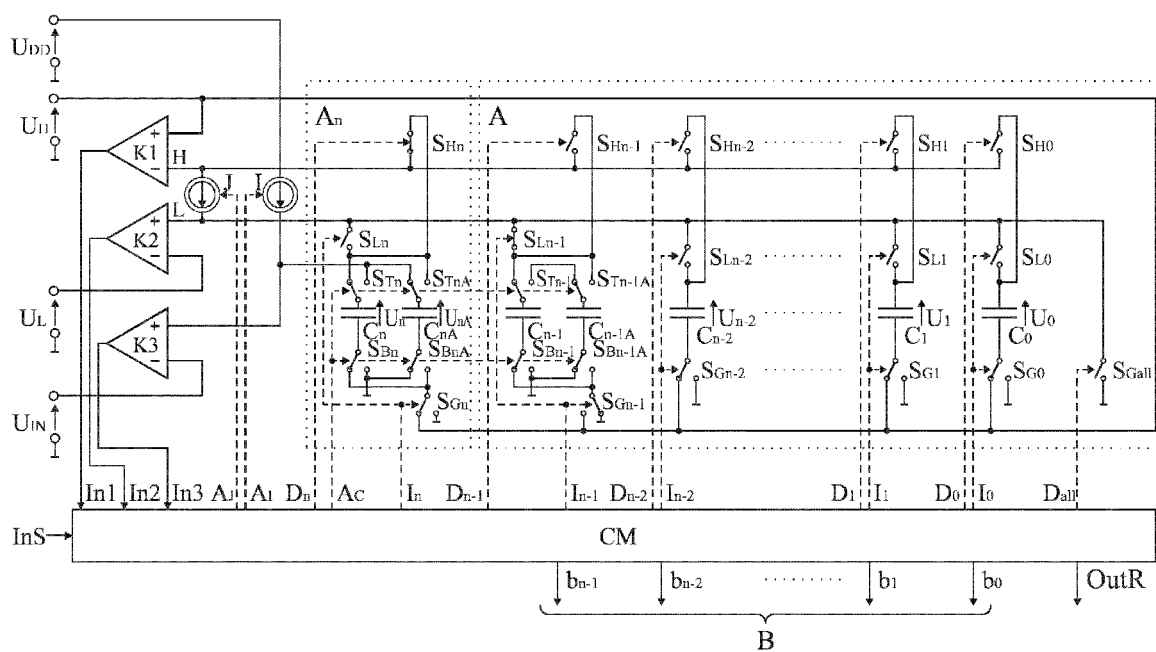 UDD
UH
An A
K1 + − H SHn SHn-1 SHn-2 SH1 SH0
J I
K2 + − L SLn SLn-1 SLn-2 SL1 SL0
STn STnA STn-1 STn-1A
UL Un UnA Un-2 U1 U0
K3 + − Cn CnA Cn-1 Cn-1A Cn-2 C1 C0
SBn SBnA SBn-1 SBn-1A
SGn SGn-1 SGn-2 SG1 SG0 SGall
UIN
In1 In2 In3 AJ AI Dn AC In Dn-1 In-1 Dn-2 In-2 D1 I1 D0 I0 Dall
InS CM
bn-1 bn-2 b1 b0 OutR
B